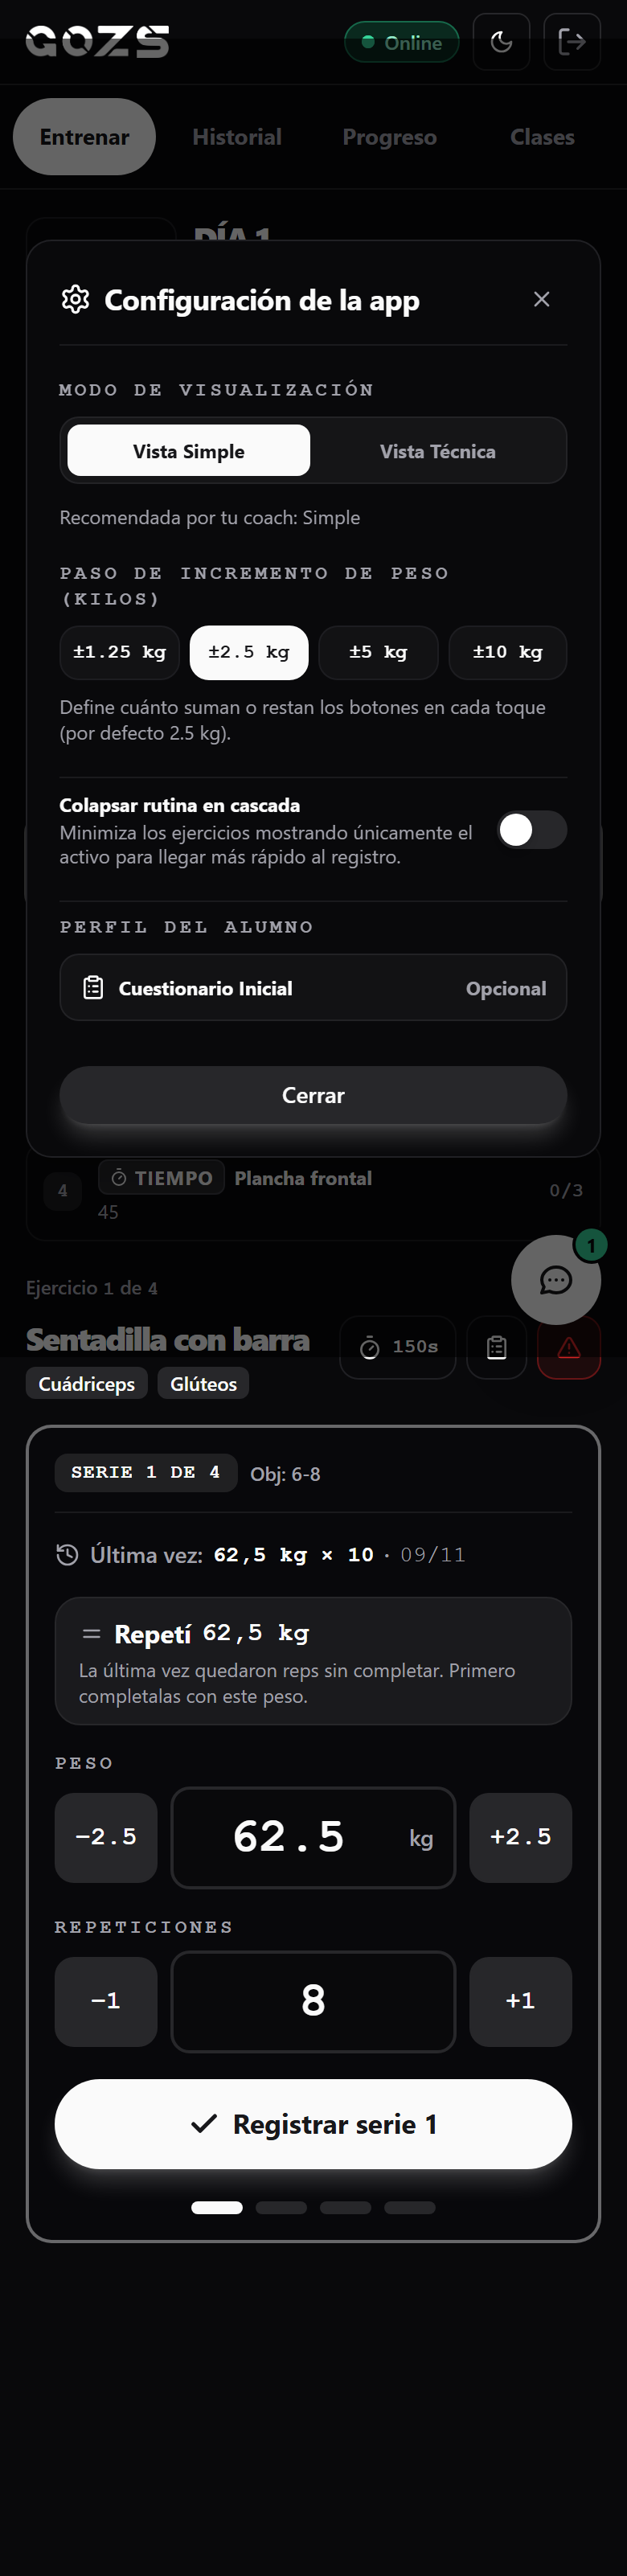 GOZS
Online
Entrenar
Historial
Progreso
Clases
DÍA 1
Configuración de la app
MODO DE VISUALIZACIÓN
Vista Simple
Vista Técnica
Recomendada por tu coach: Simple
PASO DE INCREMENTO DE PESO
(KILOS)
±1.25 kg
±2.5 kg
±5 kg
±10 kg
Define cuánto suman o restan los botones en cada toque
(por defecto 2.5 kg).
Colapsar rutina en cascada
Minimiza los ejercicios mostrando únicamente el
activo para llegar más rápido al registro.
PERFIL DEL ALUMNO
Cuestionario Inicial
Opcional
Cerrar
4
TIEMPO
Plancha frontal
45
0/3
1
Ejercicio 1 de 4
Sentadilla con barra
150s
Cuádriceps
Glúteos
SERIE 1 DE 4
Obj: 6-8
Última vez: 62,5 kg × 10 · 09/11
Repetí 62,5 kg
La última vez quedaron reps sin completar. Primero
completalas con este peso.
PESO
−2.5
62.5
kg
+2.5
REPETICIONES
−1
8
+1
Registrar serie 1